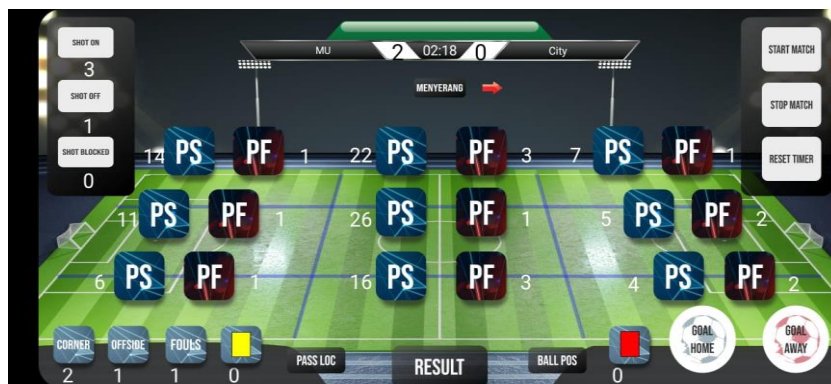 SHOT ON
3
SHOT OFF
1
SHOT BLOCKED
0
MU 2 02:18 0 City
MENYERANG
START MATCH
STOP MATCH
RESET TIMER
14 PS PF 1 22 PS PF 3 7 PS PF 1
11 PS PF 1 26 PS PF 1 5 PS PF 2
6 PS PF 1 16 PS PF 3 4 PS PF 2
CORNER
2
OFFSIDE
1
FOULS
1
0
PASS LOC
RESULT
BALL POS
0
GOAL
HOME
GOAL
AWAY